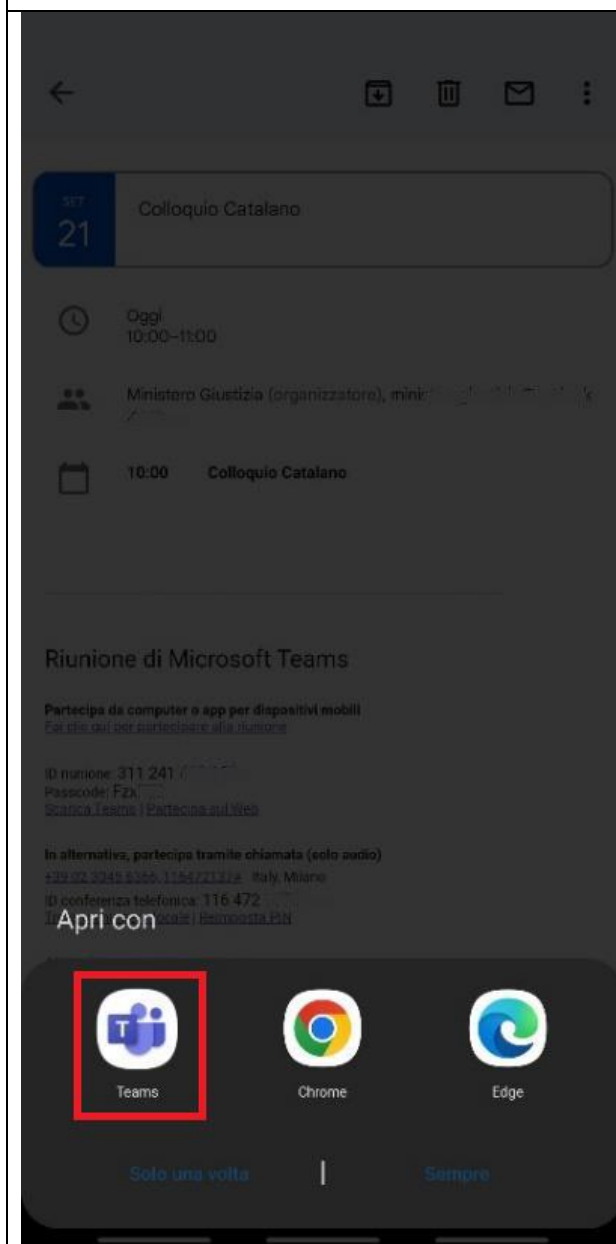 SET
21
Colloquio Catalano
Oggi
10:00–11:00
Ministero Giustizia (organizzatore),
10:00 Colloquio Catalano
Riunione di Microsoft Teams
Partecipa da computer o app per dispositivi mobili
Fai clic qui per partecipare alla riunione
ID riunione: 311 241
Passcode: Fzx
Scarica Teams | Partecipa sul Web
In alternativa, partecipa tramite chiamata (solo audio)
Italy, Milano
ID conferenza telefonica: 116 472
Reimposta PIN
Apri con
Teams
Chrome
Edge
Solo una volta
Sempre